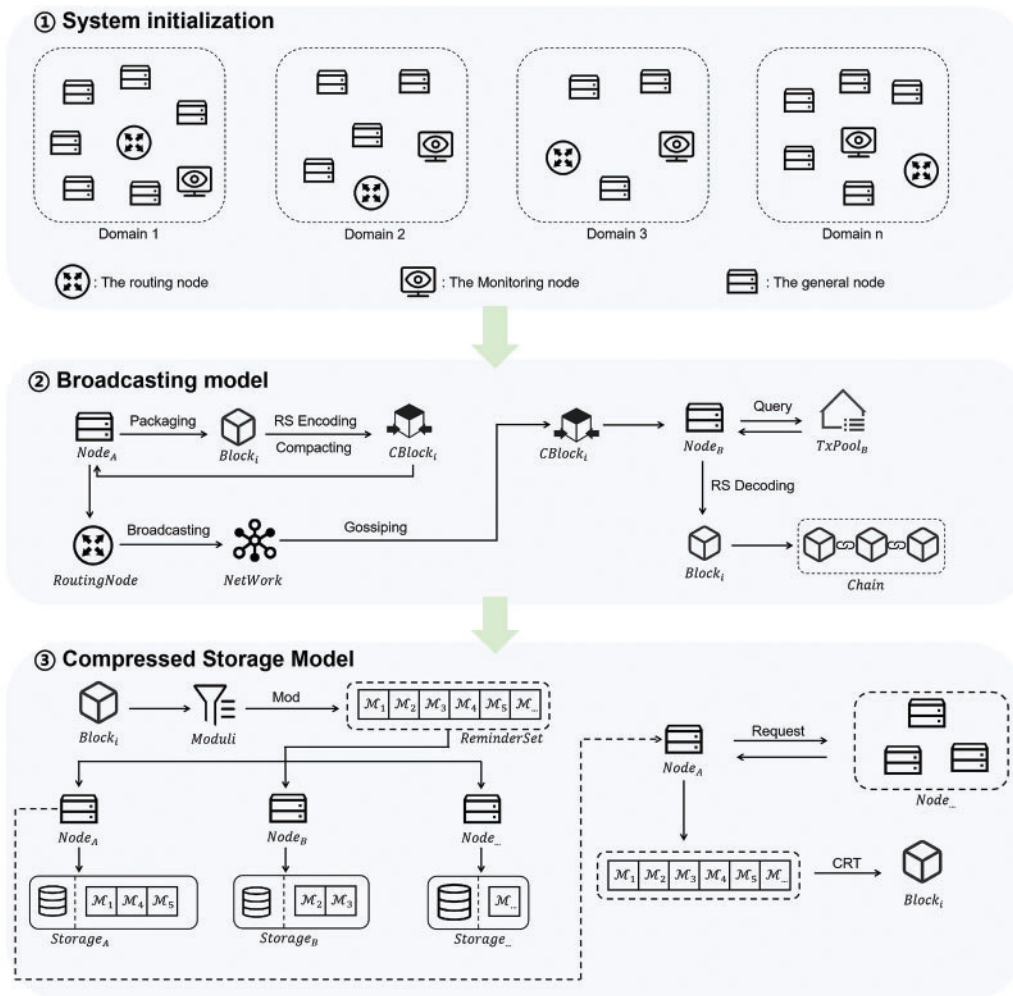 ① System initialization
Domain 1
Domain 2
Domain 3
Domain n
: The routing node
: The Monitoring node
: The general node
② Broadcasting model
Packaging
RS Encoding
Compacting
Node_A
Block_i
CBlock_i
Broadcasting
Gossiping
RoutingNode
NetWork
CBlock_i
Node_B
Query
TxPool_B
RS Decoding
Block_i
Chain
③ Compressed Storage Model
Block_i
Moduli
Mod
ℳ_1 ℳ_2 ℳ_3 ℳ_4 ℳ_5 ℳ_...
ReminderSet
Node_A
Node_B
Node_...
ℳ_1 ℳ_4 ℳ_5
ℳ_2 ℳ_3
ℳ_...
Storage_A
Storage_B
Storage_...
Node_A
Request
Node_...
ℳ_1 ℳ_2 ℳ_3 ℳ_4 ℳ_5 ℳ_...
CRT
Block_i